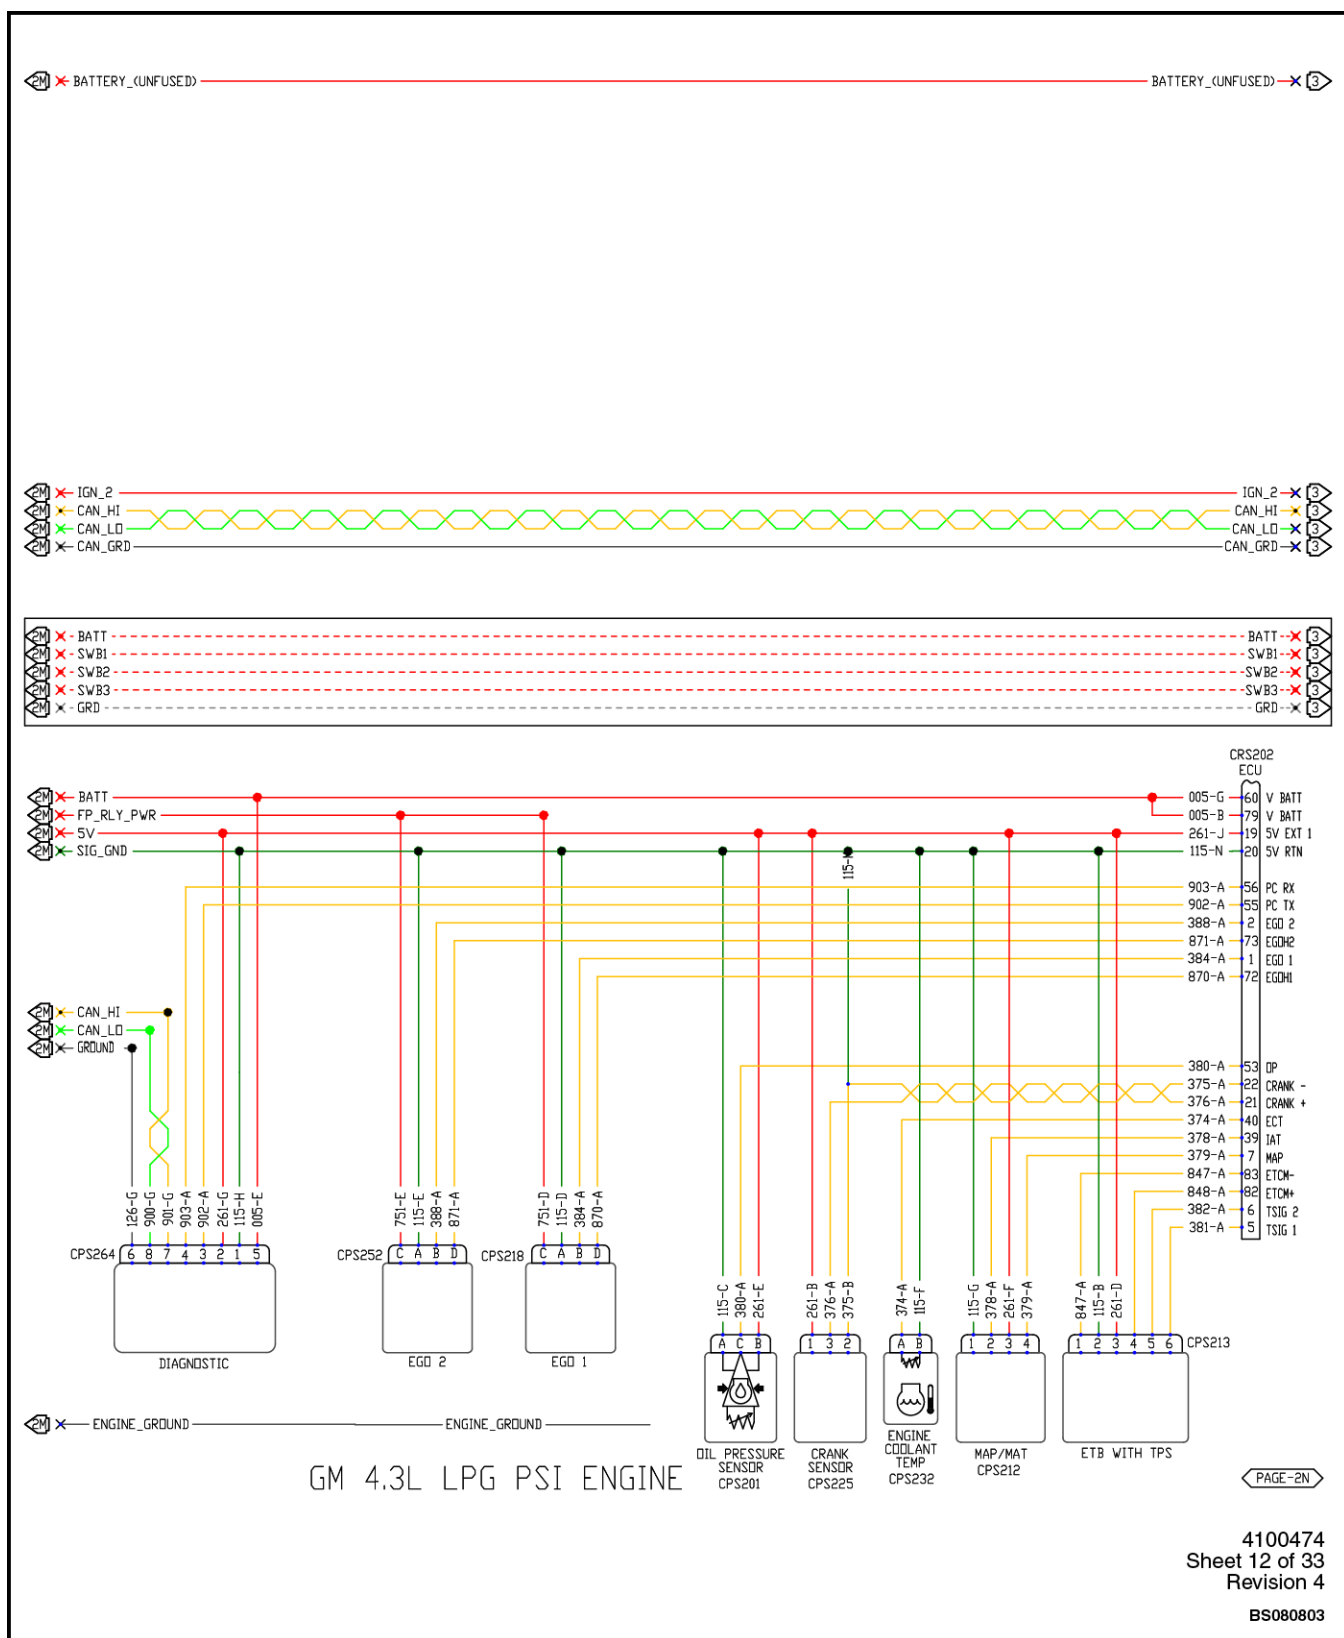 2M BATTERY_(UNFUSED) BATTERY_(UNFUSED) 3
2M IGN_2 IGN_2 3
2M CAN_HI CAN_HI 3
2M CAN_LO CAN_LO 3
2M CAN_GRD CAN_GRD 3
2M BATT BATT 3
2M SWB1 SWB1 3
2M SWB2 SWB2 3
2M SWB3 SWB3 3
2M GRD GRD 3
CRS202
ECU
2M BATT 005-G 60 V BATT
2M FP_RLY_PWR 005-B 79 V BATT
2M 5V 261-J 19 5V EXT 1
2M SIG_GND 115-N 20 5V RTN
903-A 56 PC RX
902-A 55 PC TX
388-A 2 EGO 2
871-A 73 EGOH2
384-A 1 EGO 1
870-A 72 EGOH1
2M CAN_HI
2M CAN_LO
2M GROUND
380-A 53 OP
375-A 22 CRANK -
376-A 21 CRANK +
374-A 40 ECT
378-A 39 IAT
379-A 7 MAP
847-A 83 ETCM-
848-A 82 ETCM+
382-A 6 TSIG 2
381-A 5 TSIG 1
126-G 900-G 901-G 903-A 902-A 261-G 115-H 005-E
CPS264 6 8 7 4 3 2 1 5
DIAGNOSTIC
751-E 115-E 388-A 871-A
CPS252 C A B D
EGO 2
751-D 115-D 384-A 870-A
CPS218 C A B D
EGO 1
115-C 380-A 261-E
A C B
OIL PRESSURE
SENSOR
CPS201
261-B 376-A 375-B
1 3 2
CRANK
SENSOR
CPS225
374-A 115-F
A B
ENGINE
COOLANT
TEMP
CPS232
115-G 378-A 261-F 379-A
1 2 3 4
MAP/MAT
CPS212
847-A 115-B 261-D
1 2 3 4 5 6 CPS213
ETB WITH TPS
2M ENGINE_GROUND ENGINE_GROUND
GM 4.3L LPG PSI ENGINE
PAGE-2N
4100474
Sheet 12 of 33
Revision 4
BS080803